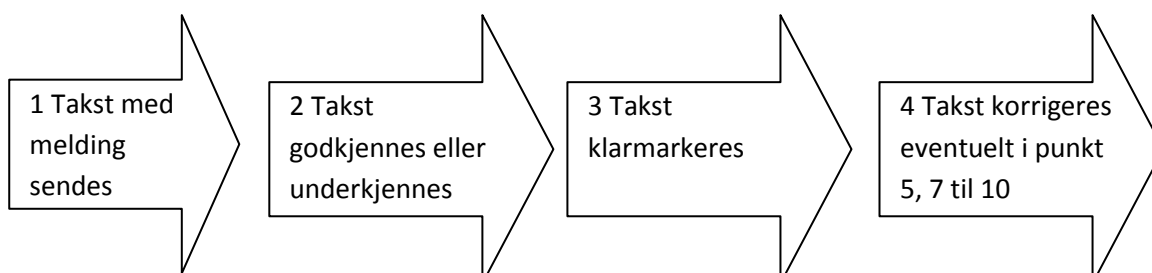 1 Takst med
melding
sendes
2 Takst
godkjennes eller
underkjennes
3 Takst
klarmarkeres
4 Takst korrigeres
eventuelt i punkt
5, 7 til 10